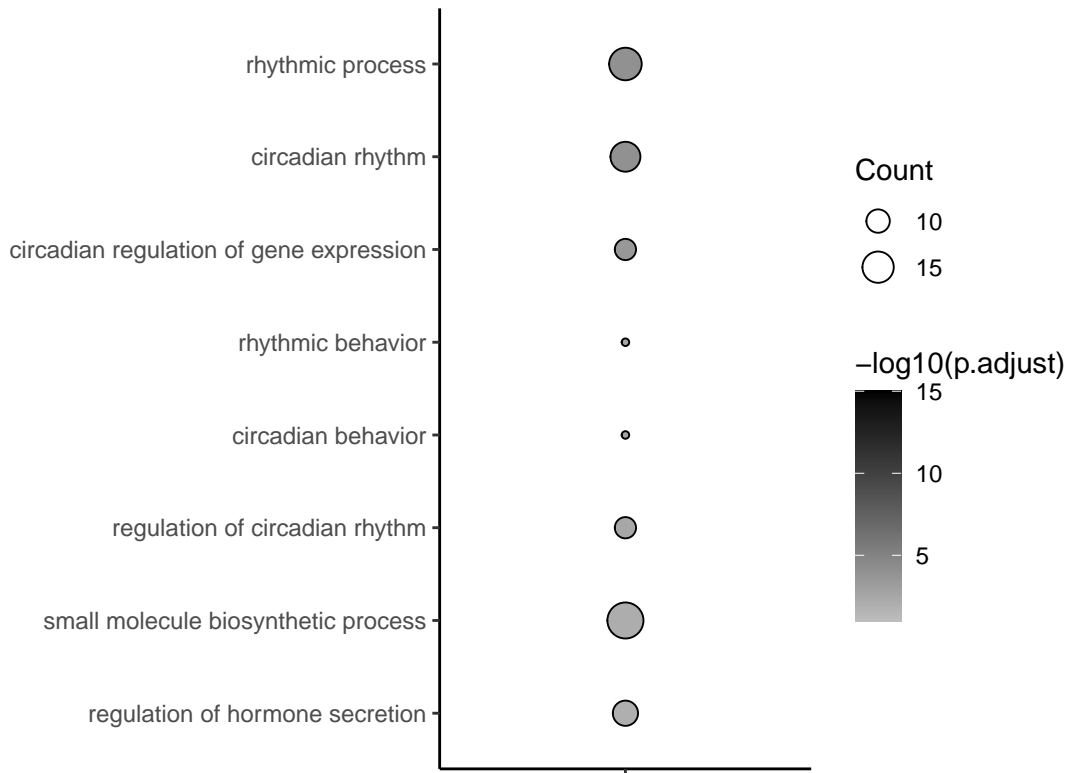 rhythmic process
circadian rhythm
circadian regulation of gene expression
rhythmic behavior
circadian behavior
regulation of circadian rhythm
small molecule biosynthetic process
regulation of hormone secretion
Count
10
15
−log10(p.adjust)
15
10
5